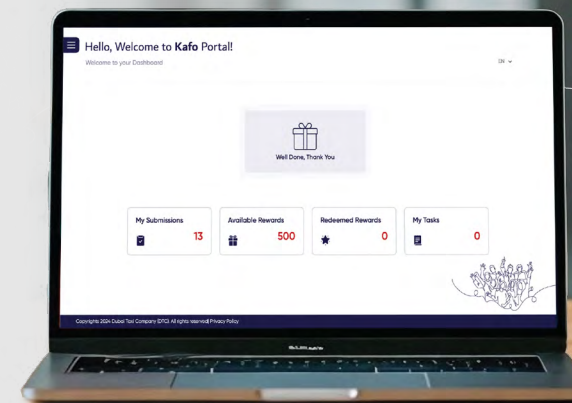 Hello, Welcome to Kafo Portal!
Welcome to your Dashboard
EN
Well Done, Thank You
My Submissions
13
Available Rewards
500
Redeemed Rewards
0
My Tasks
0
Copyrights 2024 Dubai Taxi Company (DTC). All rights reserved| Privacy Policy